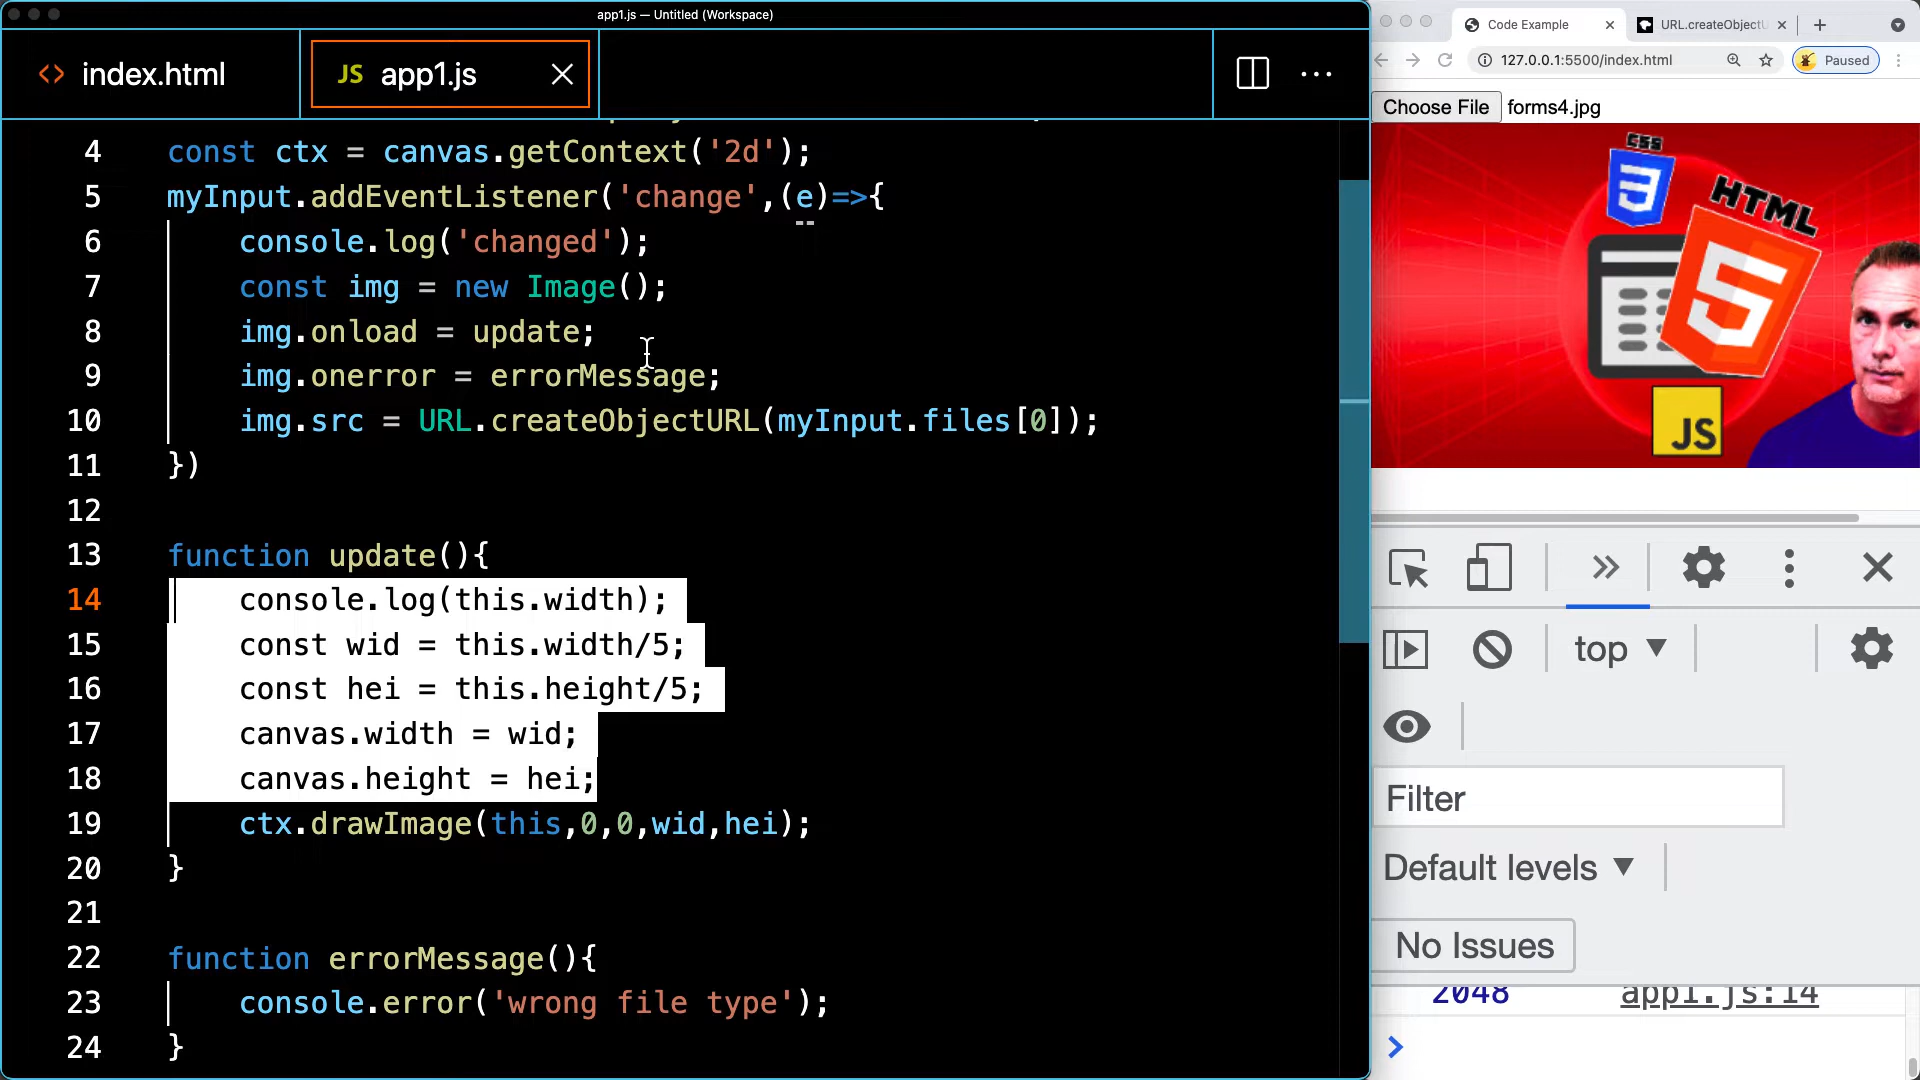 app1.js — Untitled (Workspace)
<> index.html
JS app1.js
4 const ctx = canvas.getContext('2d');
5 myInput.addEventListener('change',(e)=>{
6 console.log('changed');
7 const img = new Image();
8 img.onload = update;
9 img.onerror = errorMessage;
10 img.src = URL.createObjectURL(myInput.files[0]);
11 })
12
13 function update(){
14 console.log(this.width);
15 const wid = this.width/5;
16 const hei = this.height/5;
17 canvas.width = wid;
18 canvas.height = hei;
19 ctx.drawImage(this,0,0,wid,hei);
20 }
21
22 function errorMessage(){
23 console.error('wrong file type');
24 }
Code Example
URL.createObjectU
127.0.0.1:5500/index.html
Paused
Choose File forms4.jpg
CSS
3
HTML
5
JS
top
Filter
Default levels
No Issues
2048 app1.js:14